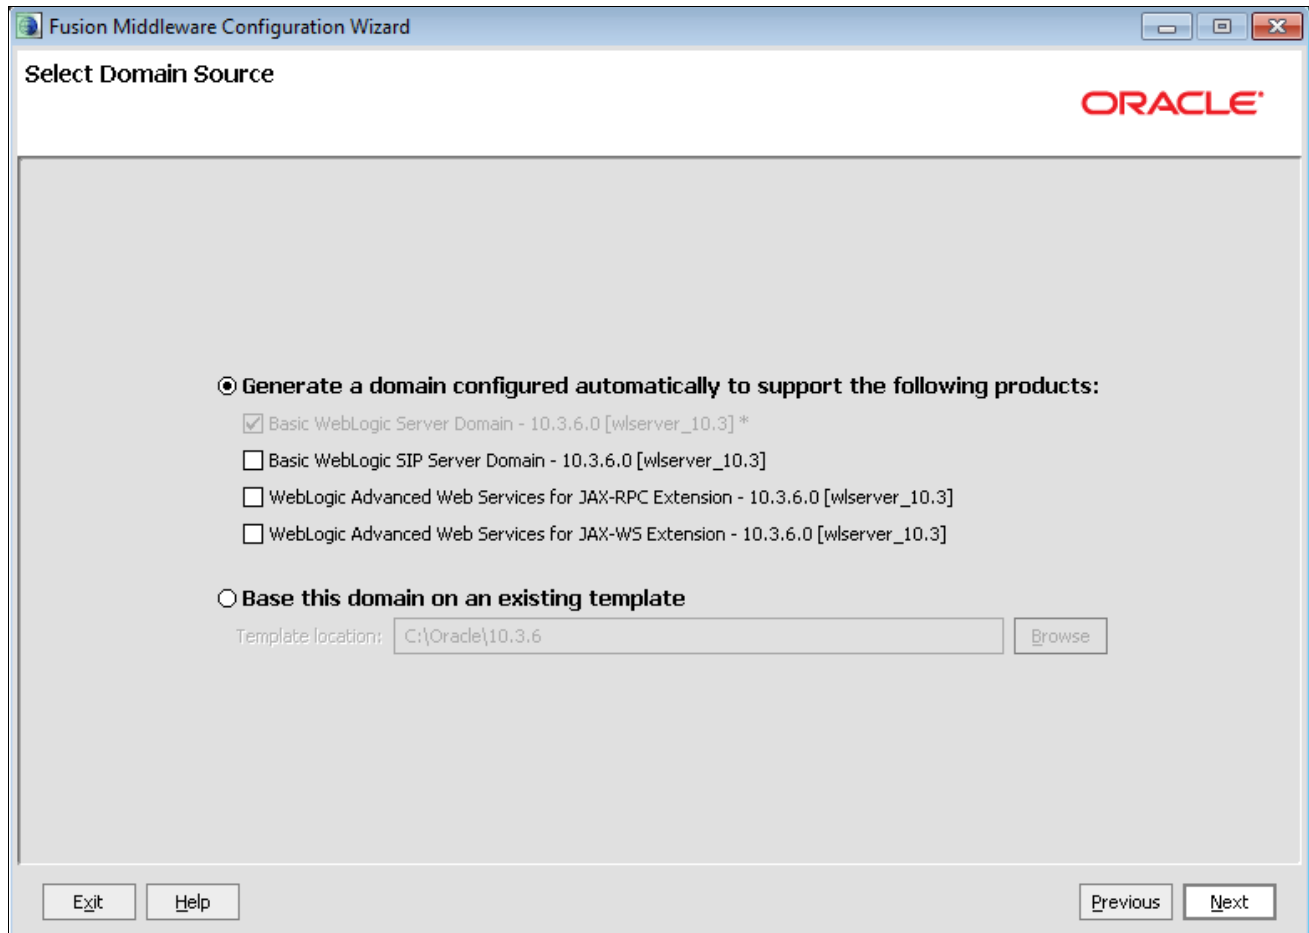 Fusion Middleware Configuration Wizard
Select Domain Source
ORACLE
Generate a domain configured automatically to support the following products:
Basic WebLogic Server Domain - 10.3.6.0 [wlserver_10.3] *
Basic WebLogic SIP Server Domain - 10.3.6.0 [wlserver_10.3]
WebLogic Advanced Web Services for JAX-RPC Extension - 10.3.6.0 [wlserver_10.3]
WebLogic Advanced Web Services for JAX-WS Extension - 10.3.6.0 [wlserver_10.3]
Base this domain on an existing template
Template location: C:\Oracle\10.3.6 Browse
Exit Help Previous Next